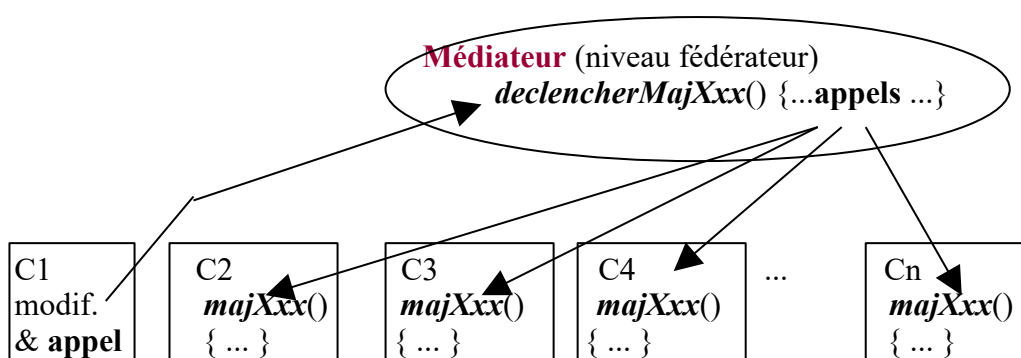 Médiateur (niveau fédérateur)
declencherMajXxx() {...appels ...}
C1
modif.
& appel
C2
majXxx()
{ ... }
C3
majXxx()
{ ... }
C4
majXxx()
{ ... }
...
Cn
majXxx()
{ ... }